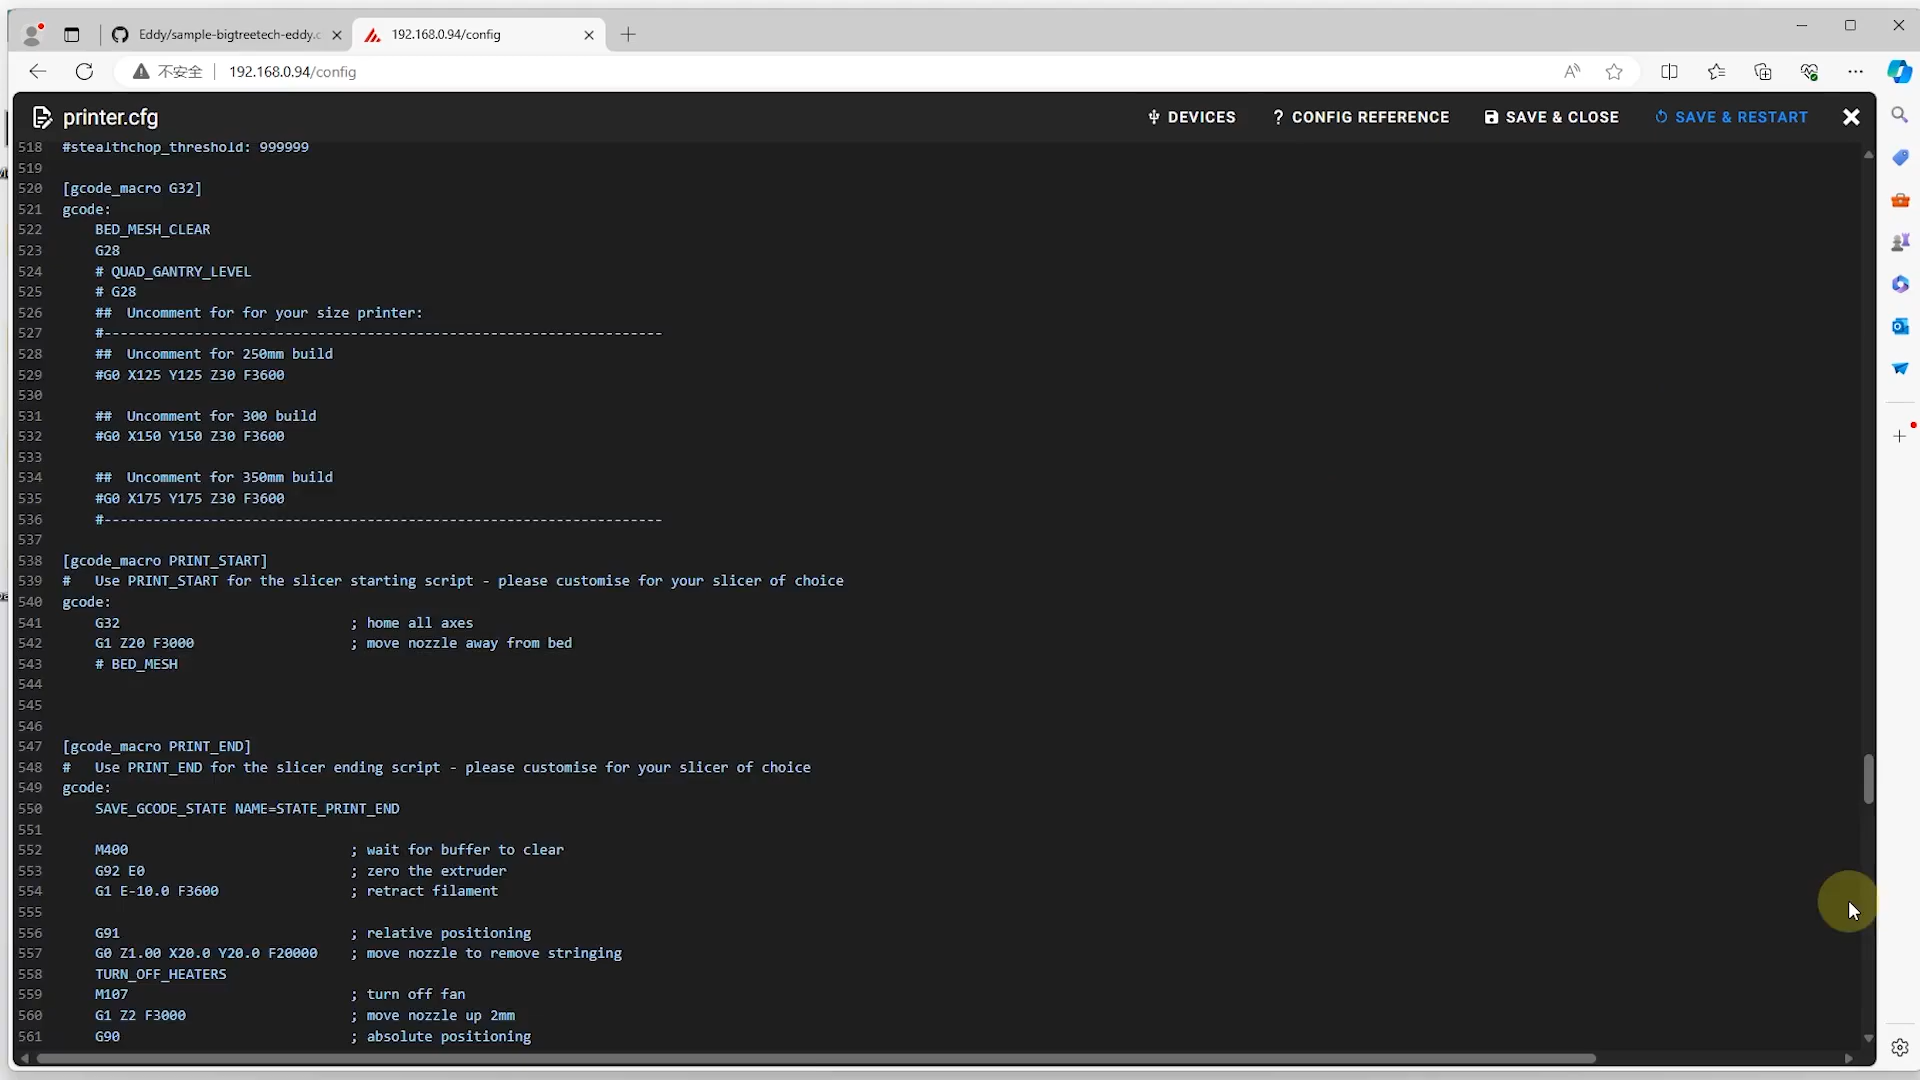 Eddy/sample-bigtreetech-eddy.c
192.168.0.94/config
不安全
192.168.0.94/config
printer.cfg
DEVICES
? CONFIG REFERENCE
SAVE & CLOSE
SAVE & RESTART
518 #stealthchop_threshold: 999999
519
520 [gcode_macro G32]
521 gcode:
522 BED_MESH_CLEAR
523 G28
524 # QUAD_GANTRY_LEVEL
525 # G28
526 ## Uncomment for for your size printer:
527 #--------------------------------------------------------------------
528 ## Uncomment for 250mm build
529 #G0 X125 Y125 Z30 F3600
530
531 ## Uncomment for 300 build
532 #G0 X150 Y150 Z30 F3600
533
534 ## Uncomment for 350mm build
535 #G0 X175 Y175 Z30 F3600
536 #--------------------------------------------------------------------
537
538 [gcode_macro PRINT_START]
539 # Use PRINT_START for the slicer starting script - please customise for your slicer of choice
540 gcode:
541 G32 ; home all axes
542 G1 Z20 F3000 ; move nozzle away from bed
543 # BED_MESH
544
545
546
547 [gcode_macro PRINT_END]
548 # Use PRINT_END for the slicer ending script - please customise for your slicer of choice
549 gcode:
550 SAVE_GCODE_STATE NAME=STATE_PRINT_END
551
552 M400 ; wait for buffer to clear
553 G92 E0 ; zero the extruder
554 G1 E-10.0 F3600 ; retract filament
555
556 G91 ; relative positioning
557 G0 Z1.00 X20.0 Y20.0 F20000 ; move nozzle to remove stringing
558 TURN_OFF_HEATERS
559 M107 ; turn off fan
560 G1 Z2 F3000 ; move nozzle up 2mm
561 G90 ; absolute positioning